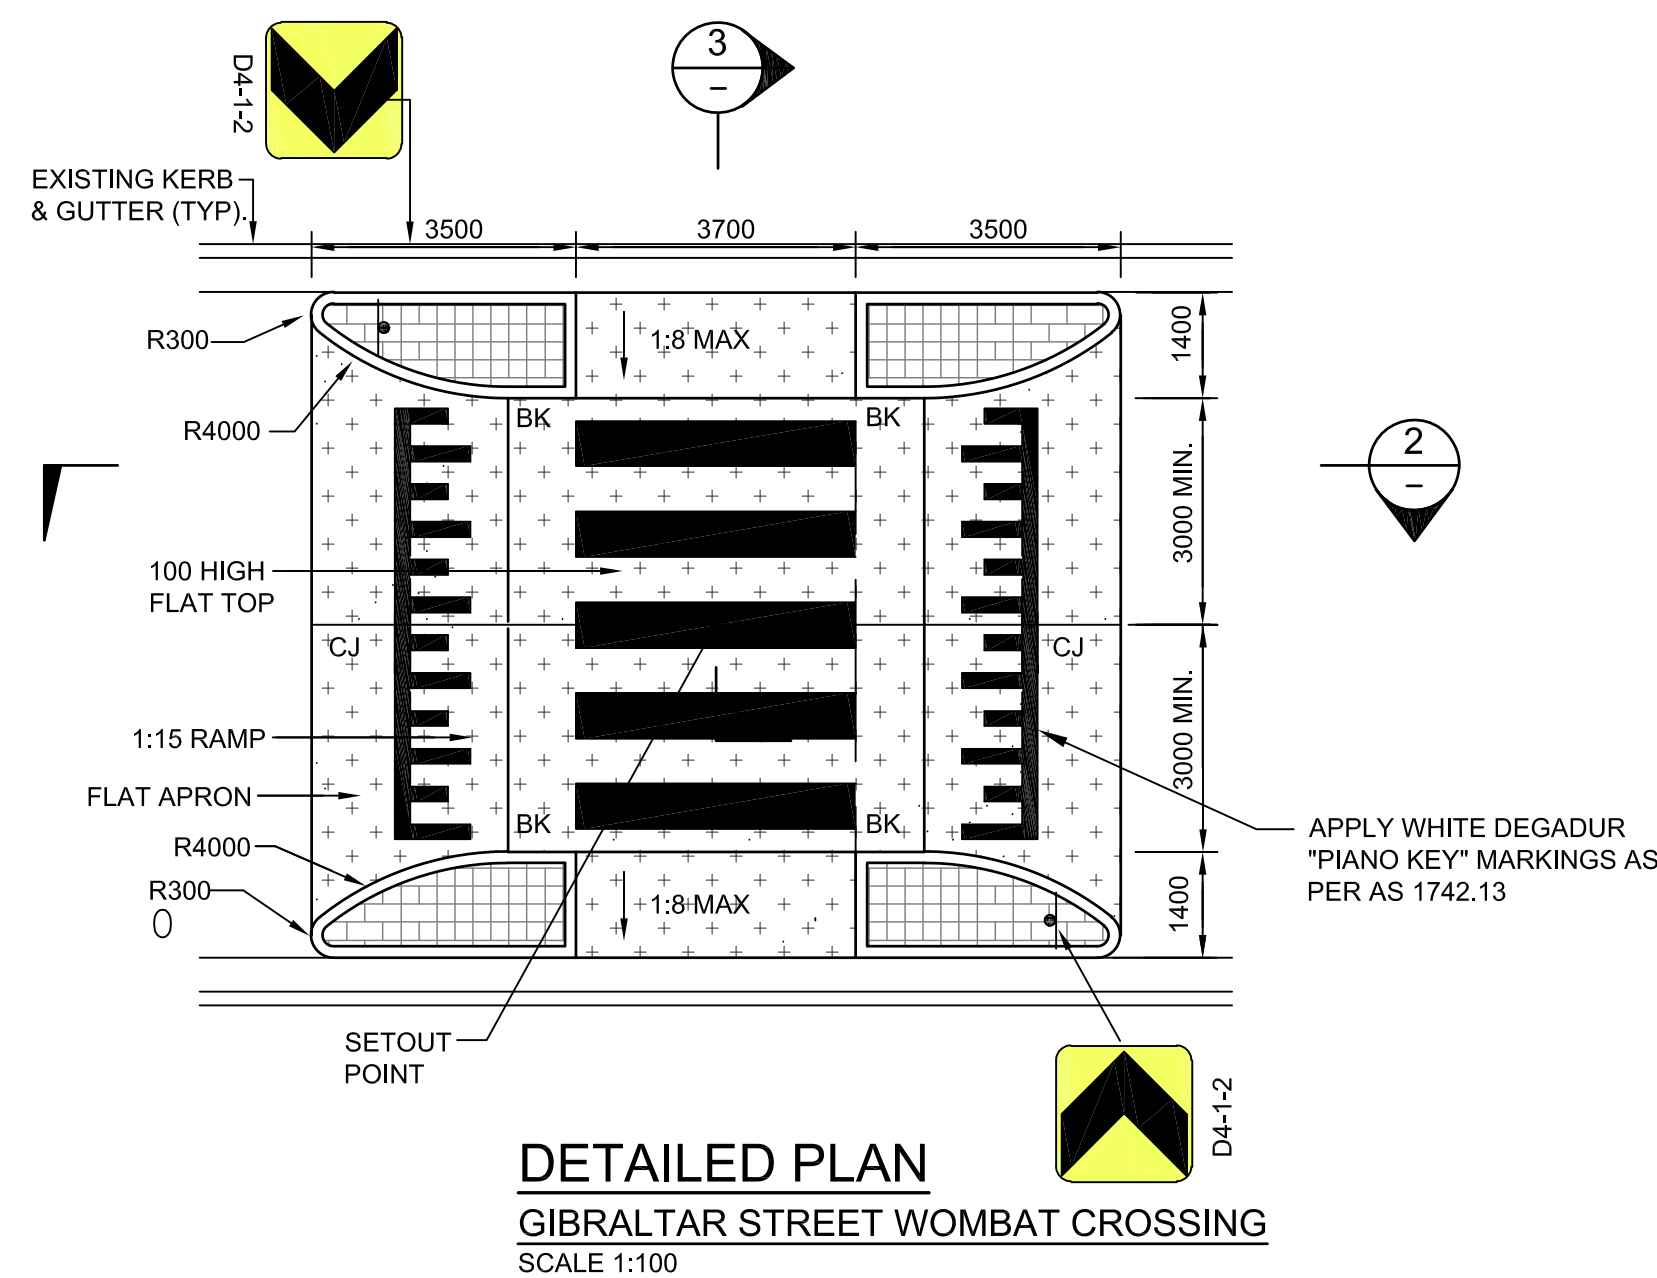 D4-1-2
3
–
EXISTING KERB
& GUTTER (TYP).
3500
3700
3500
R300
1:8 MAX
1400
R4000
BK
BK
2
–
3000 MIN.
100 HIGH
FLAT TOP
CJ
CJ
3000 MIN.
1:15 RAMP
FLAT APRON
BK
BK
APPLY WHITE DEGADUR
"PIANO KEY" MARKINGS AS
PER AS 1742.13
R4000
R300
0
1:8 MAX
1400
SETOUT
POINT
D4-1-2
DETAILED PLAN
GIBRALTAR STREET WOMBAT CROSSING
SCALE 1:100